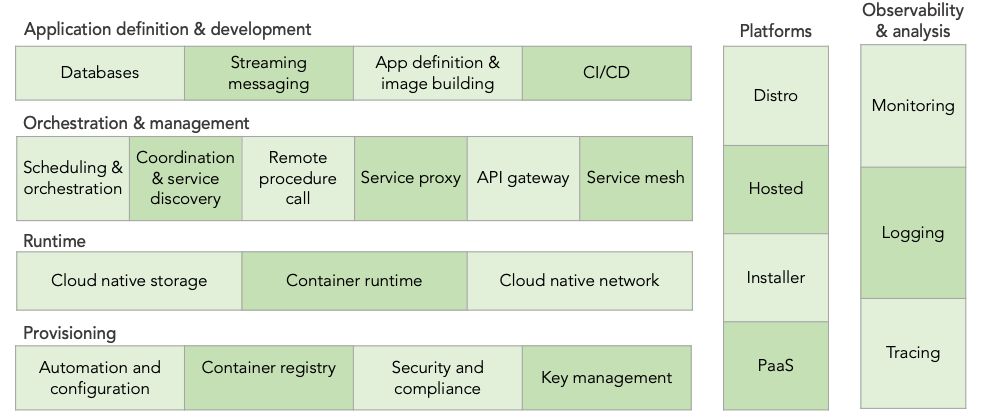 Application definition & development
Databases
Streaming
messaging
App definition &
image building
CI/CD
Orchestration & management
Scheduling &
orchestration
Coordination
& service
discovery
Remote
procedure
call
Service proxy
API gateway
Service mesh
Runtime
Cloud native storage
Container runtime
Cloud native network
Provisioning
Automation and
configuration
Container registry
Security and
compliance
Key management
Platforms
Distro
Hosted
Installer
PaaS
Observability
& analysis
Monitoring
Logging
Tracing